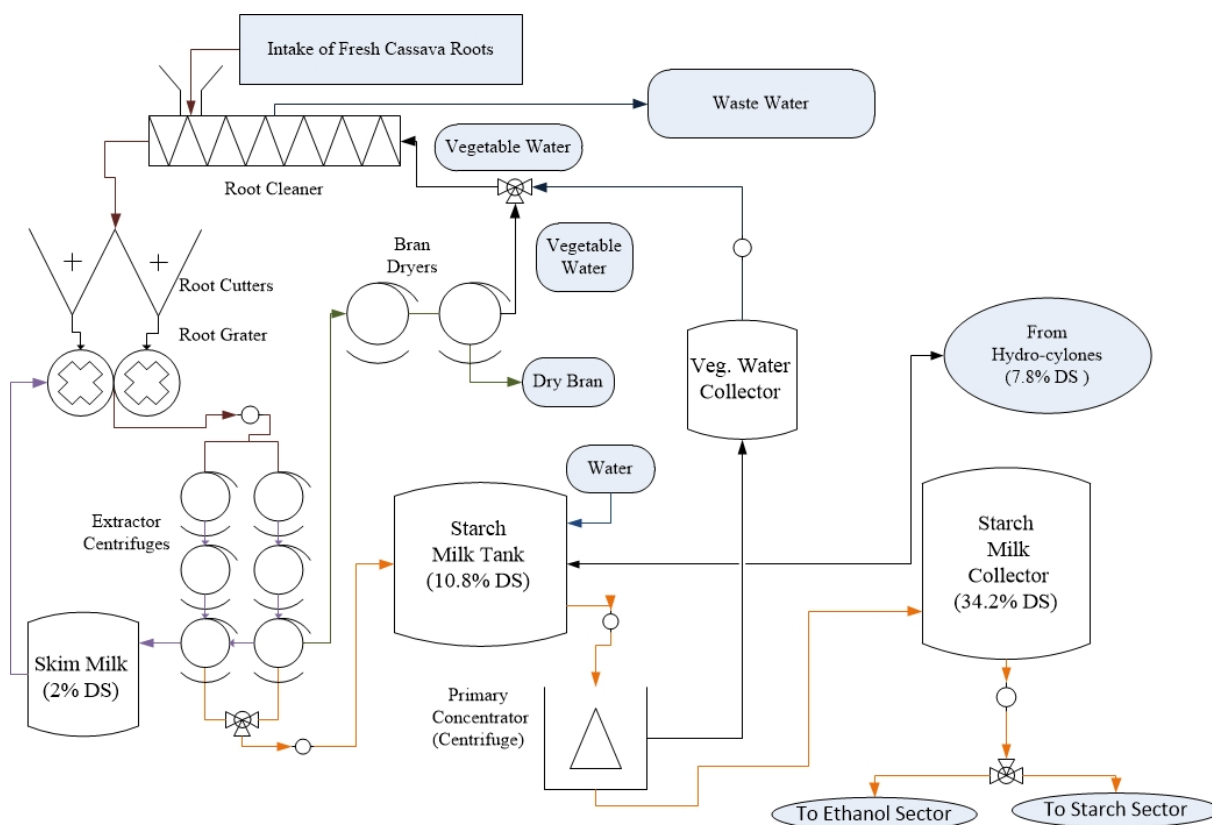 Intake of Fresh Cassava Roots
Waste Water
Vegetable Water
Root Cleaner
Vegetable
Water
Bran
Dryers
Root Cutters
Root Grater
From
Hydro-cylones
(7.8% DS )
Veg. Water
Collector
Dry Bran
Water
Extractor
Centrifuges
Starch
Milk Tank
(10.8% DS)
Starch
Milk
Collector
(34.2% DS)
Skim Milk
(2% DS)
Primary
Concentrator
(Centrifuge)
To Ethanol Sector
To Starch Sector